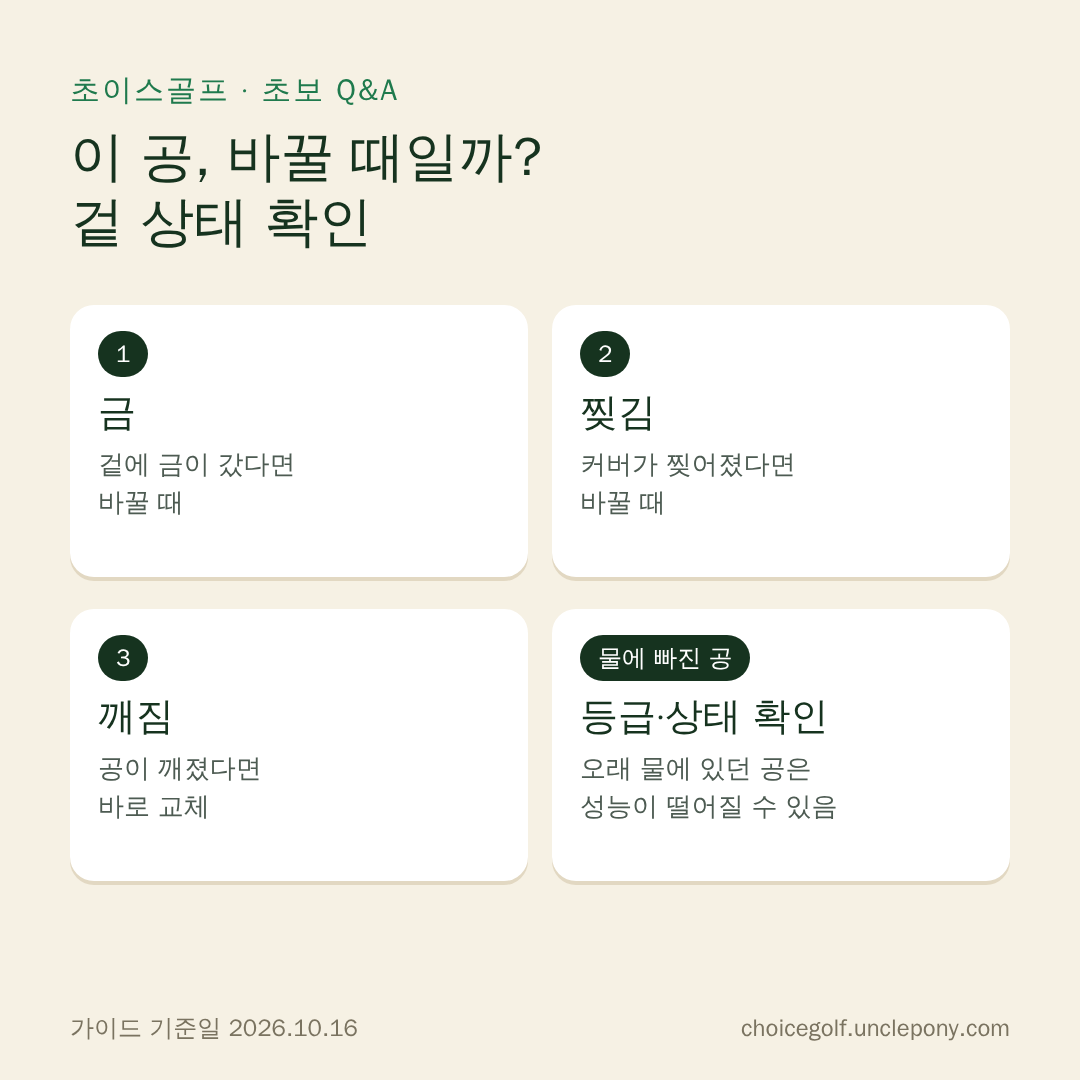 초이스골프 · 초보 Q&A
이 공, 바꿀 때일까?
겉 상태 확인
1
금
겉에 금이 갔다면
바꿀 때
2
찢김
커버가 찢어졌다면
바꿀 때
3
깨짐
공이 깨졌다면
바로 교체
물에 빠진 공
등급·상태 확인
오래 물에 있던 공은
성능이 떨어질 수 있음
가이드 기준일 2026.10.16
choicegolf.unclepony.com